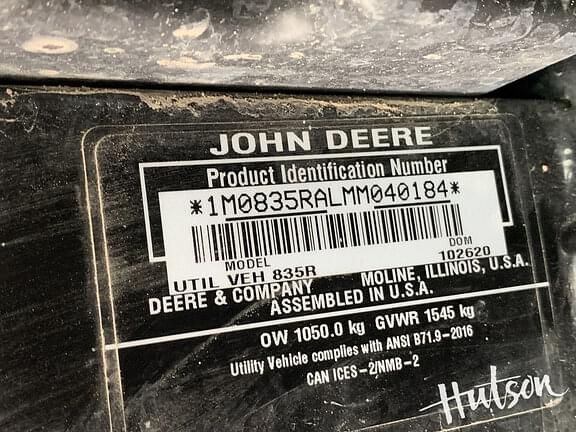 JOHN DEERE
Product Identification Number
*1M0835RALMM040184*
MODEL DOM
UTIL VEH 835R 102620
DEERE & COMPANY MOLINE, ILLINOIS, U.S.A.
ASSEMBLED IN U.S.A.
OW 1050.0 kg GVWR 1545 kg
Utility Vehicle complies with ANSI B71.9-2016
CAN ICES-2/NMB-2
Hutson